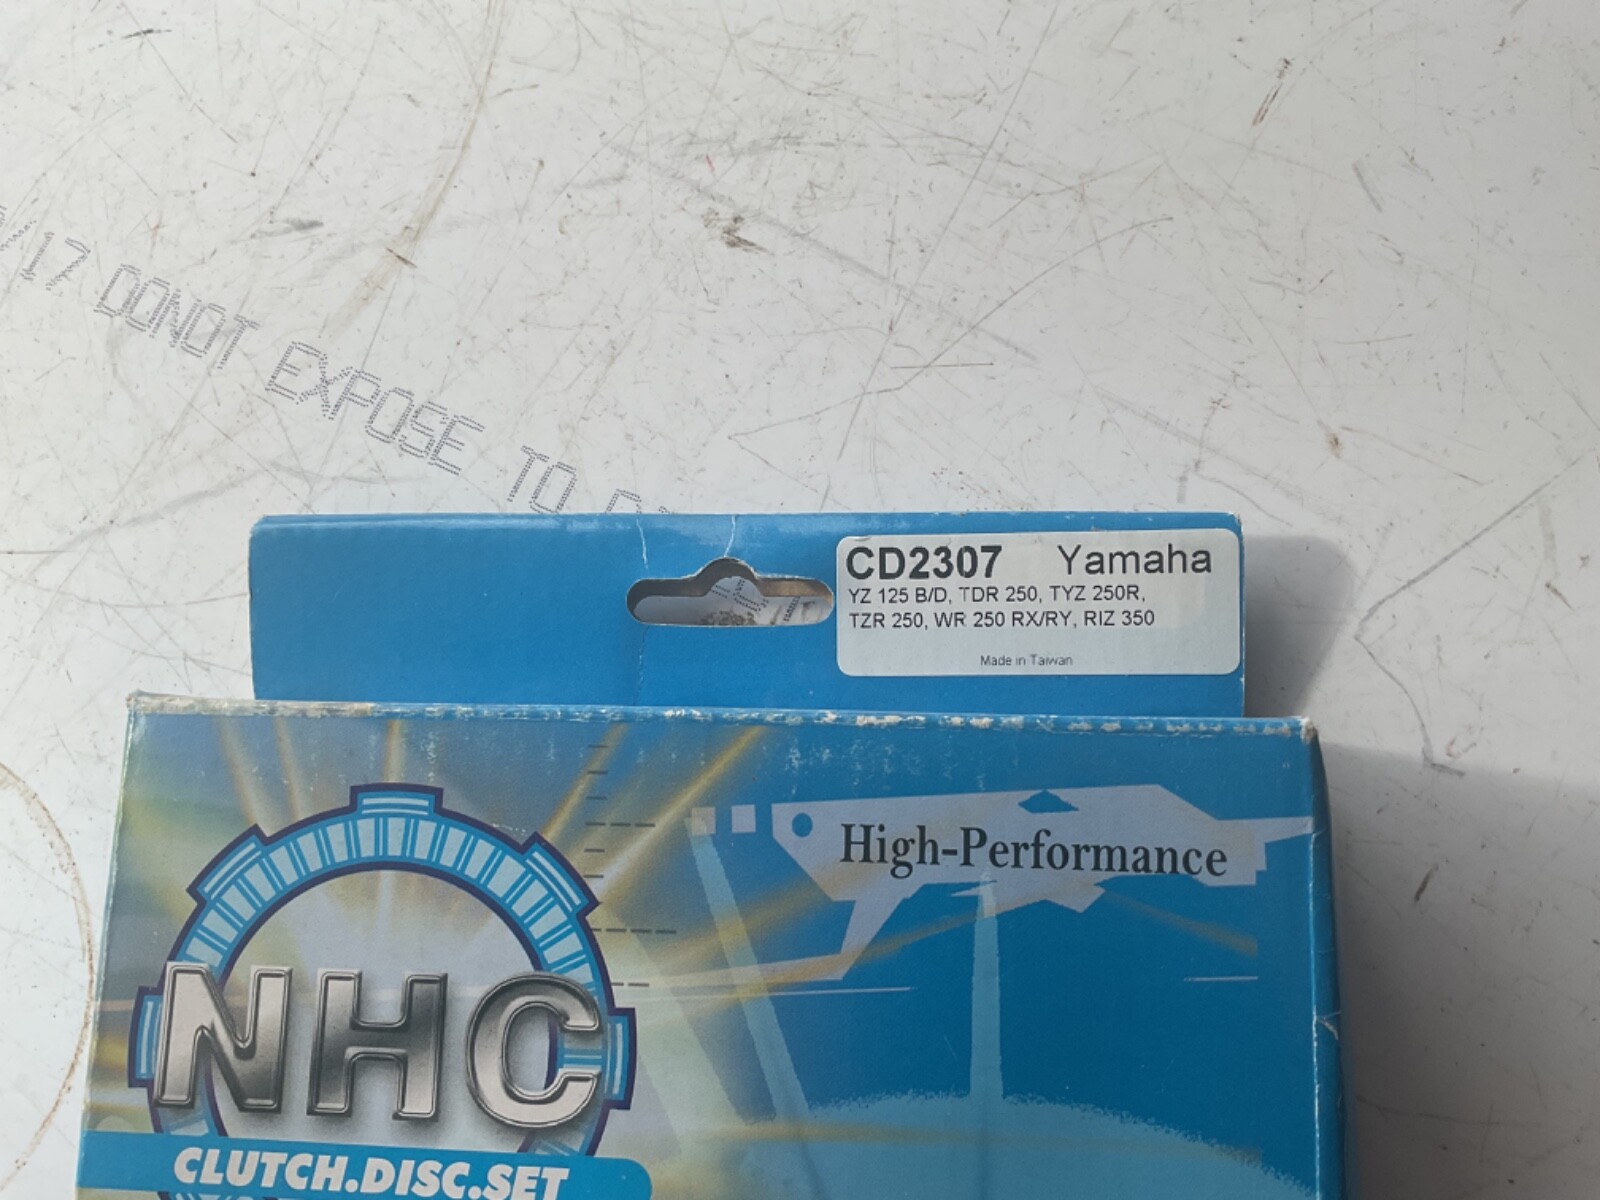 17 DONOT EXPOSE TO
CD2307 Yamaha
YZ 125 B/D, TDR 250, TYZ 250R,
TZR 250, WR 250 RX/RY, RIZ 350
Made in Taiwan
High-Performance
NHC
CLUTCH.DISC.SET